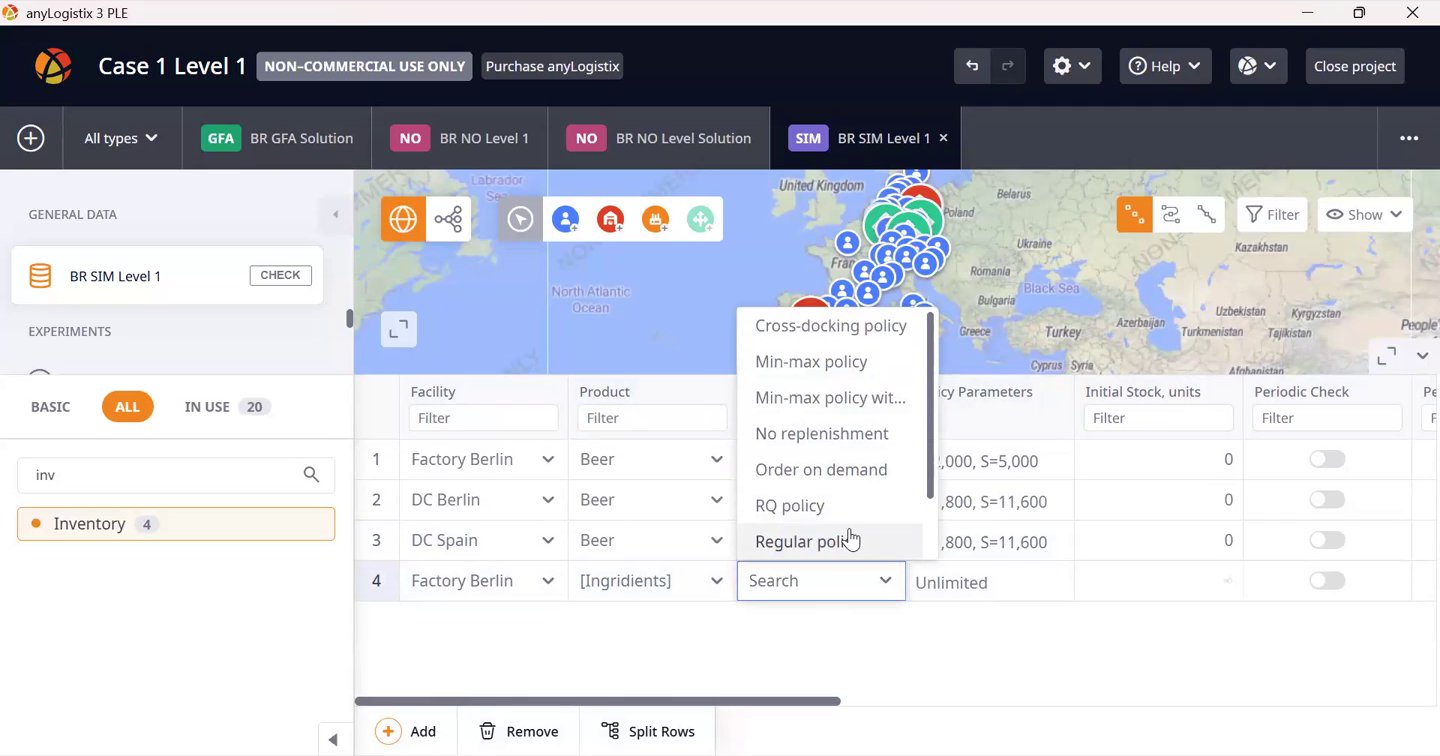 anyLogistix 3 PLE
Case 1 Level 1 NON-COMMERCIAL USE ONLY Purchase anyLogistix Help Close project
All types GFA BR GFA Solution NO BR NO Level 1 NO BR NO Level Solution SIM BR SIM Level 1 ×
GENERAL DATA
BR SIM Level 1 CHECK
EXPERIMENTS
BASIC ALL IN USE 20
inv
Inventory 4
Labrador
Sea
United Kingdom
Belarus
Poland
Ukraine
Kazakhstan
Romania
North Atlantic
Ocean
Bulgaria
Black Sea
Greece
Turkey
Azerbaijan
Uzbekistan
Turkmenistan
Kyrgyzstan
Tajikistan
Cyprus Syria
Afghanistan
People'
Filter Show
Cross-docking policy
Min-max policy
Min-max policy wit...
No replenishment
Order on demand
RQ policy
Regular poli
Facility Product cy Parameters Initial Stock, units Periodic Check Pe
Filter Filter Filter Filter F
1 Factory Berlin Beer ,000, S=5,000 0
2 DC Berlin Beer ,800, S=11,600 0
3 DC Spain Beer ,800, S=11,600 0
4 Factory Berlin [Ingridients] Search Unlimited
Add Remove Split Rows